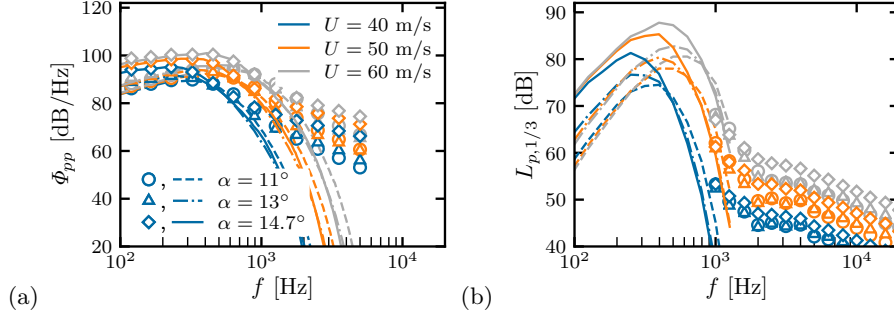 120
100
80
60
40
20
Φpp [dB/Hz]
U = 40 m/s
U = 50 m/s
U = 60 m/s
, α = 11°
, α = 13°
, α = 14.7°
10² 10³ 10⁴
f [Hz]
(a)
90
80
70
60
50
40
Lp,1/3 [dB]
10² 10³ 10⁴
f [Hz]
(b)